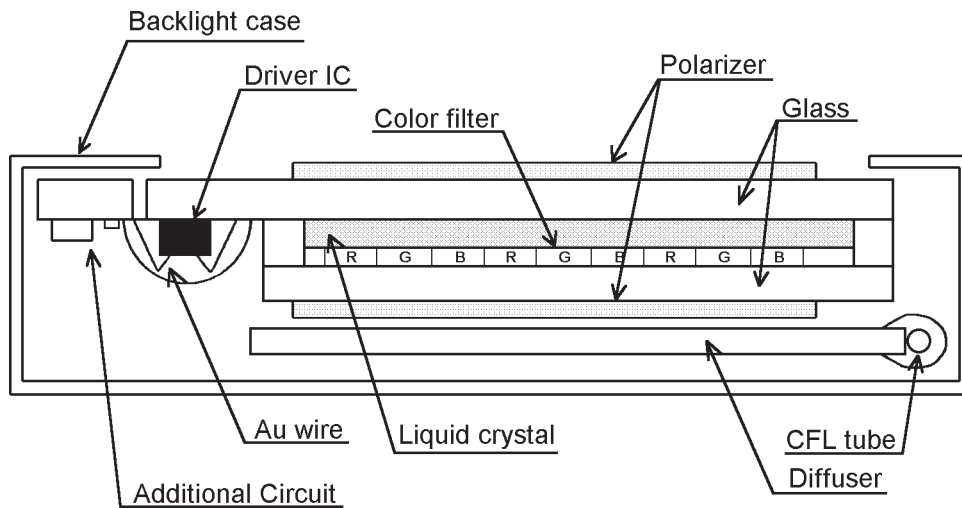 Backlight case
Driver IC
Polarizer
Color filter
Glass
R G B R G B R G B
Au wire
Liquid crystal
CFL tube
Diffuser
Additional Circuit